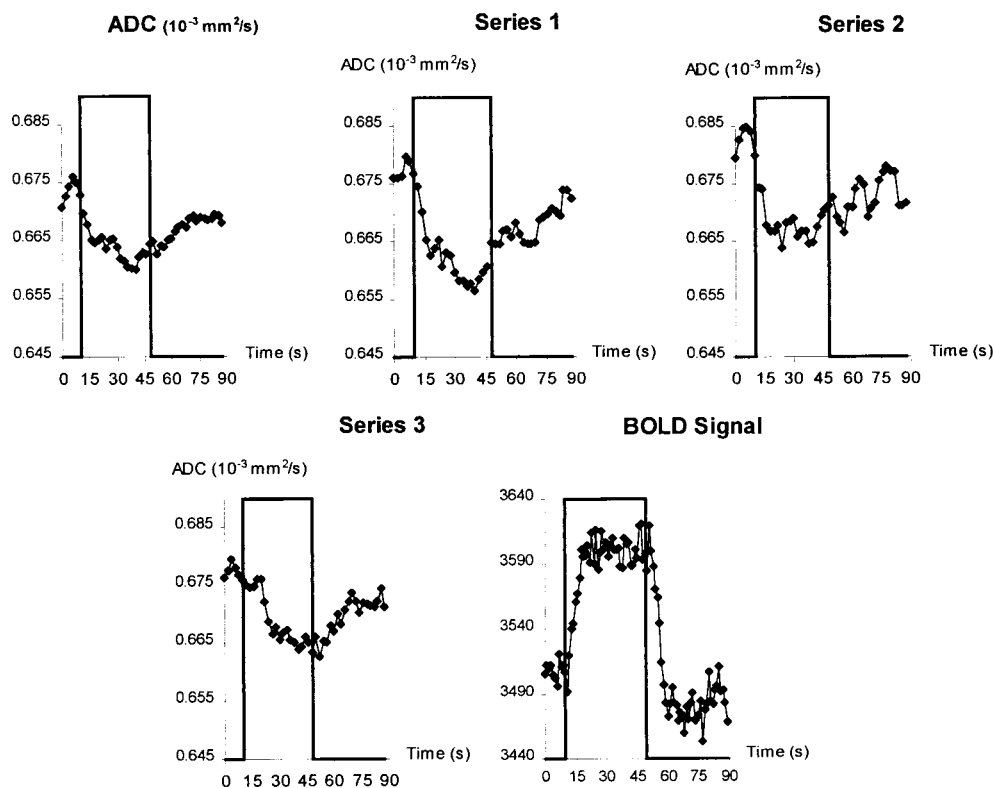 ADC (10⁻³ mm²/s)
Series 1
Series 2
ADC (10⁻³ mm²/s)
ADC (10⁻³ mm²/s)
0.685
0.675
0.665
0.655
0.645
Time (s)
0 15 30 45 60 75 90
0.685
0.675
0.665
0.655
0.645
Time (s)
0 15 30 45 60 75 90
0.685
0.675
0.665
0.655
0.645
Time (s)
0 15 30 45 60 75 90
Series 3
BOLD Signal
ADC (10⁻³ mm²/s)
0.685
0.675
0.665
0.655
0.645
Time (s)
0 15 30 45 60 75 90
3640
3590
3540
3490
3440
Time (s)
0 15 30 45 60 75 90